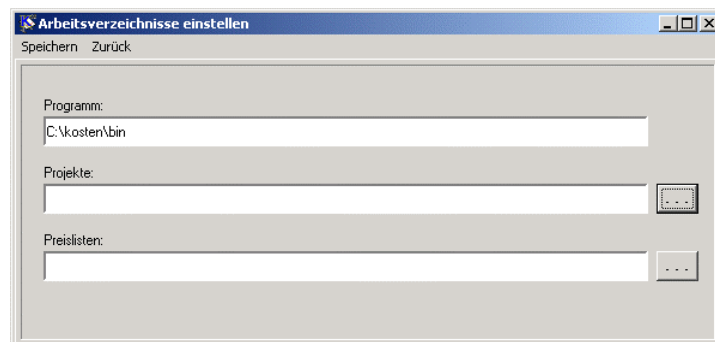 Arbeitsverzeichnisse einstellen
Speichern Zurück
Programm:
C:\kosten\bin
Projekte:
...
Preislisten:
...